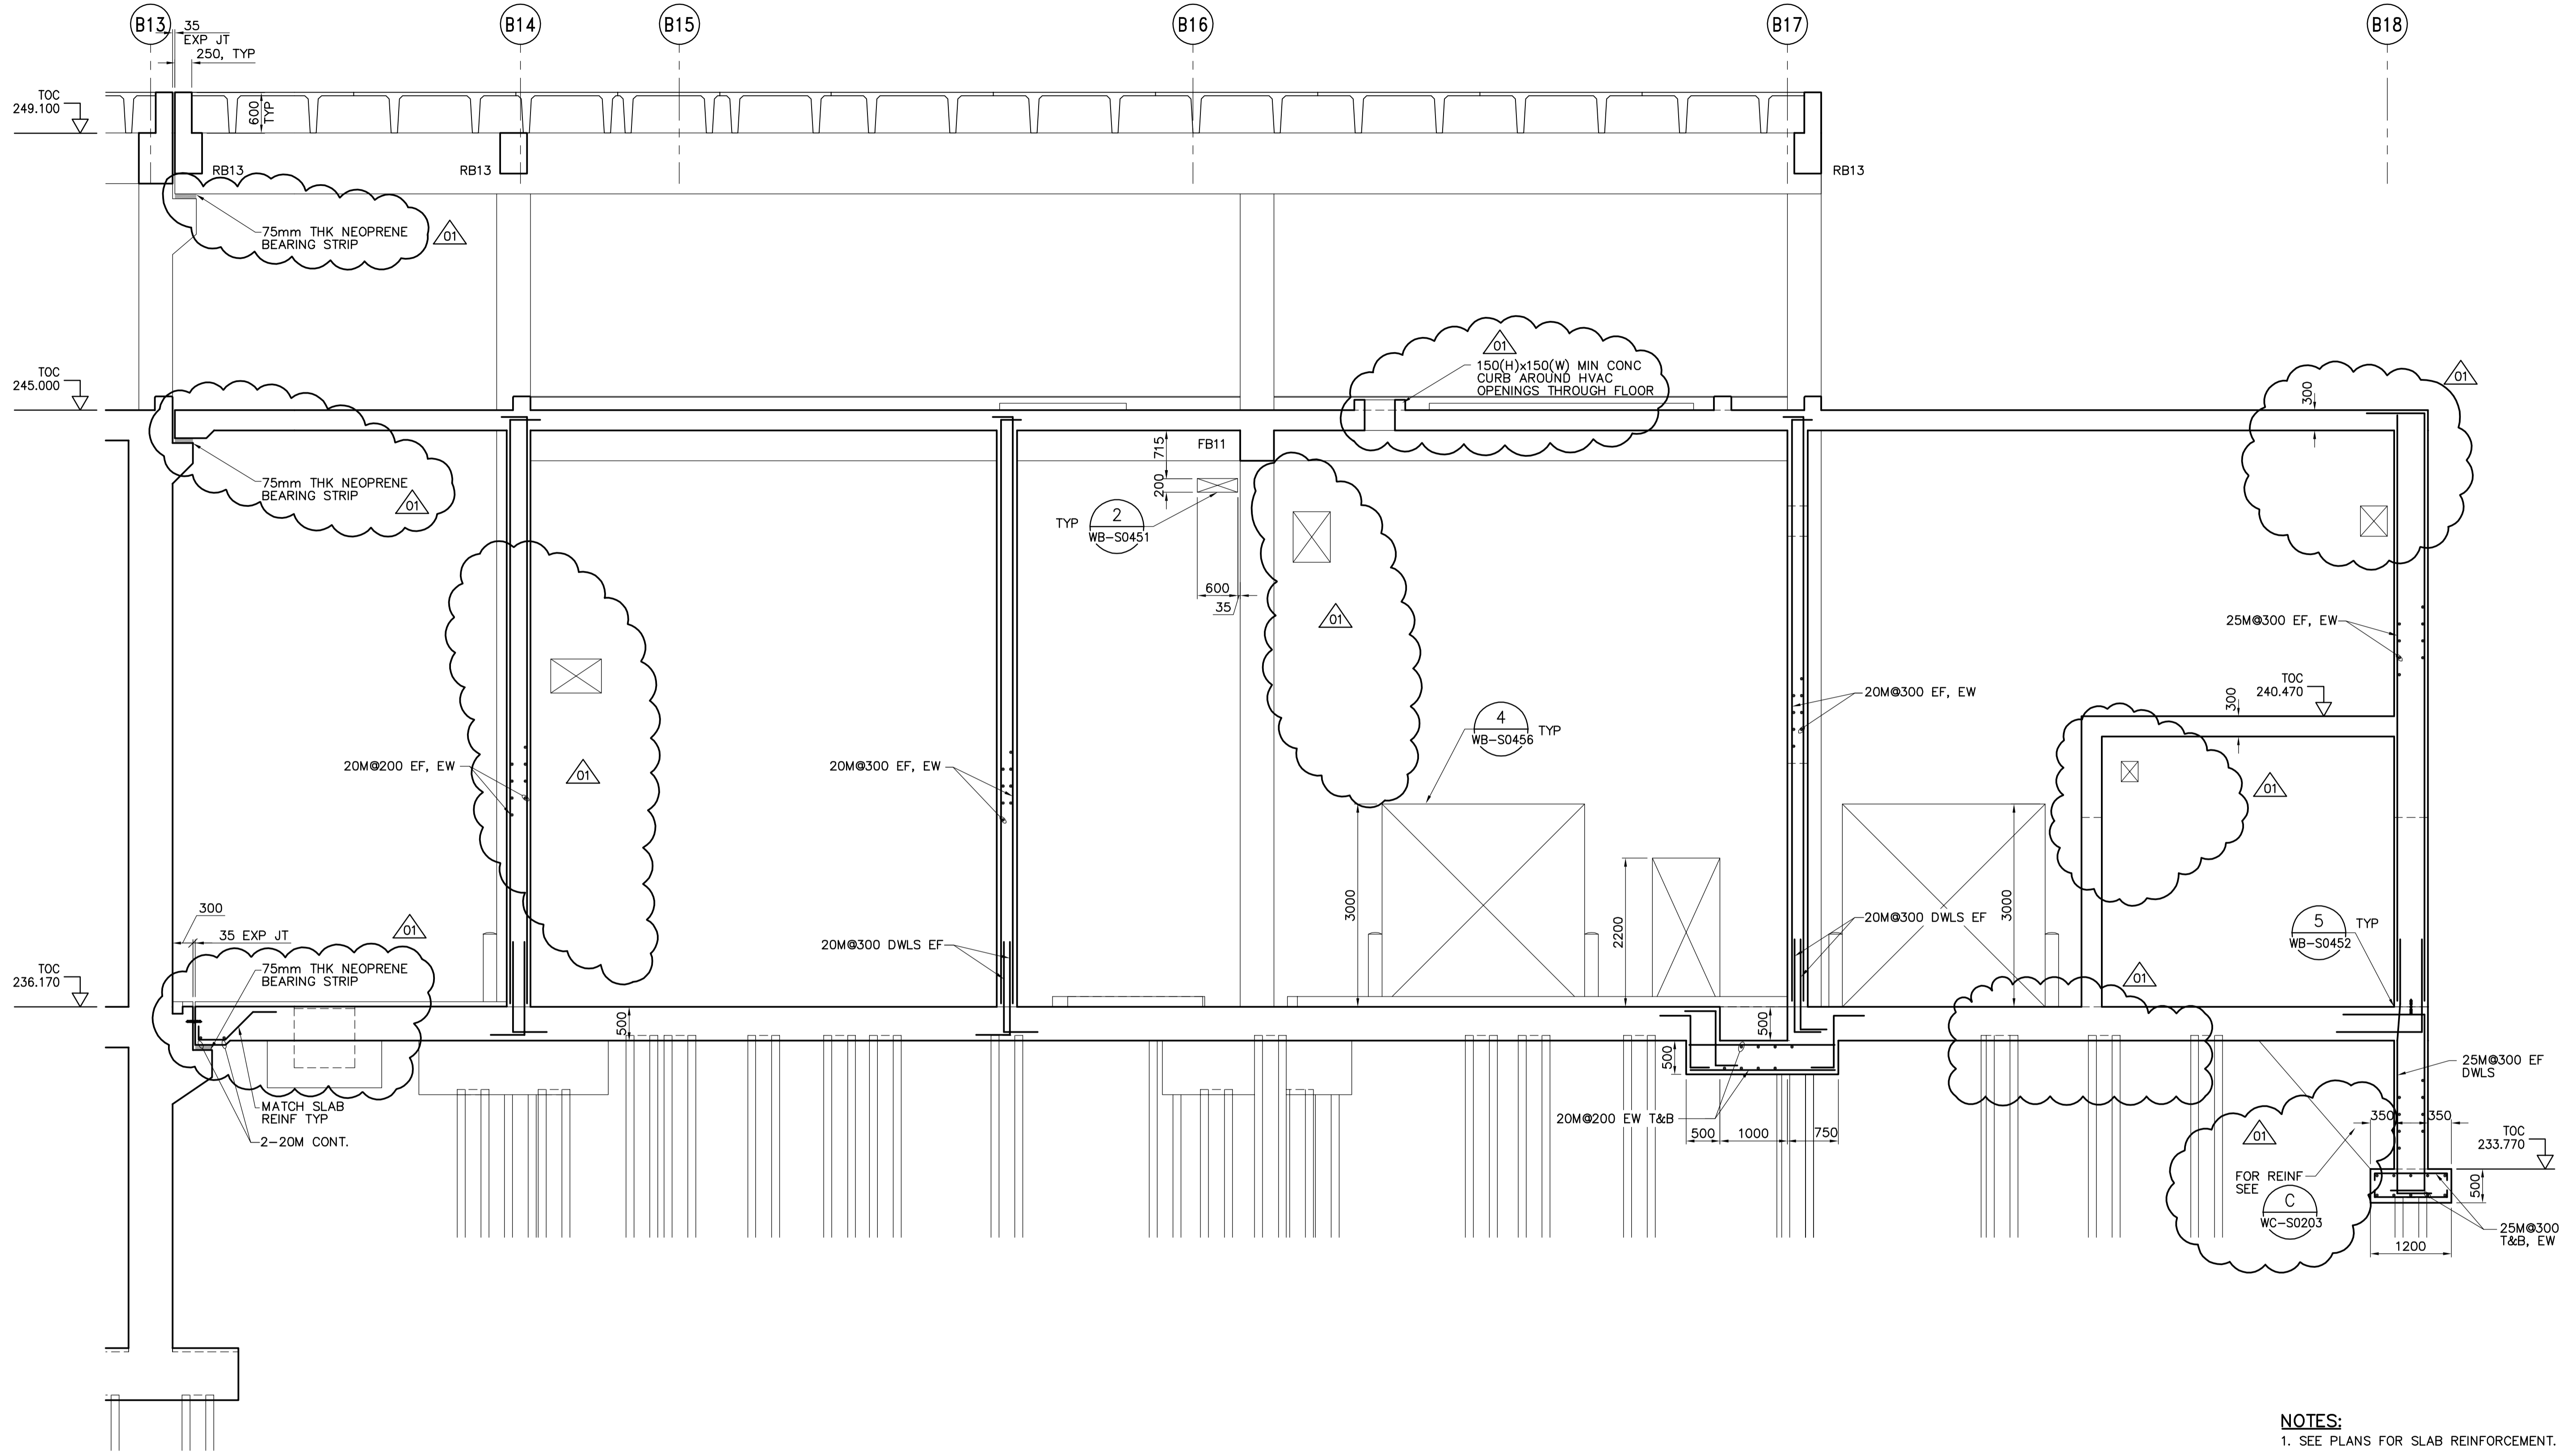 B13
B14
B15
B16
B17
B18
35
EXP JT
250, TYP
TOC
249.100
600
TYP
RB13
RB13
RB13
75mm THK NEOPRENE
BEARING STRIP
01
TOC
245.000
01
150(H)x150(W) MIN CONC
CURB AROUND HVAC
OPENINGS THROUGH FLOOR
01
300
715
FB11
200
75mm THK NEOPRENE
BEARING STRIP
01
TYP
2
WB-S0451
600
35
01
25M@300 EF, EW
TOC
240.470
300
20M@300 EF, EW
4
WB-S0456
TYP
20M@200 EF, EW
01
20M@300 EF, EW
01
3000
2200
3000
300
01
35 EXP JT
20M@300 DWLS EF
20M@300 DWLS EF
5
WB-S0452
TYP
TOC
236.170
75mm THK NEOPRENE
BEARING STRIP
01
500
500
500
MATCH SLAB
REINF TYP
2-20M CONT.
20M@200 EW T&B
500
1000
750
25M@300 EF
DWLS
350
350
01
TOC
233.770
FOR REINF
SEE
C
WC-S0203
500
25M@300
T&B, EW
1200
NOTES:
1. SEE PLANS FOR SLAB REINFORCEMENT.